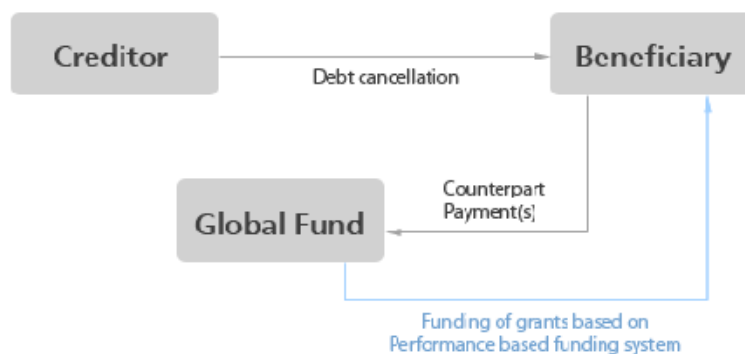 Creditor
Beneficiary
Debt cancellation
Counterpart
Payment(s)
Global Fund
Funding of grants based on
Performance based funding system